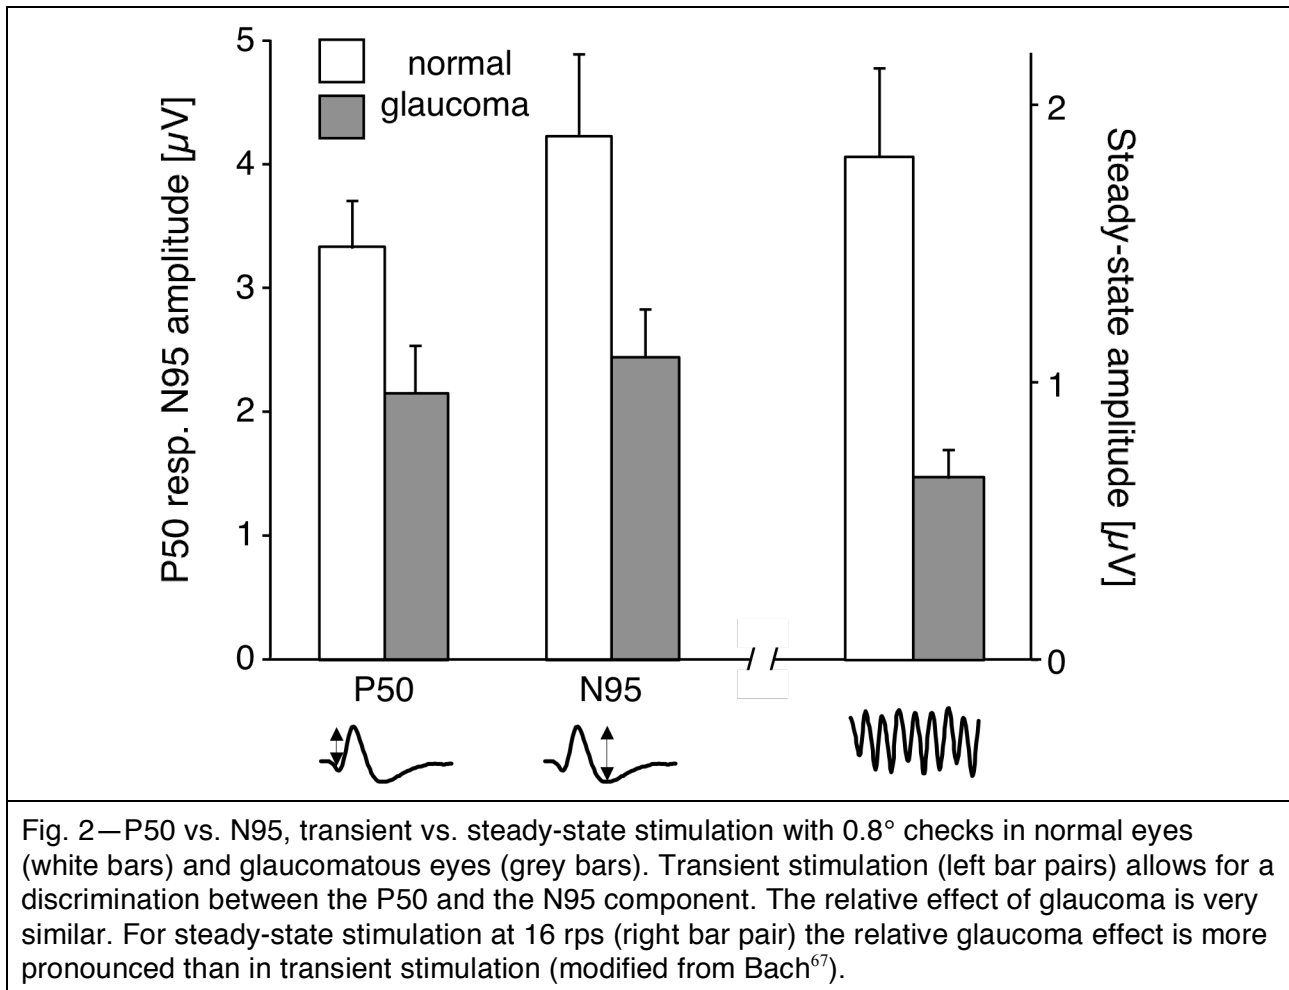 5
normal
glaucoma
4
3
2
1
0
P50 resp. N95 amplitude [µV]
P50
N95
2
1
0
Steady-state amplitude [µV]
Fig. 2—P50 vs. N95, transient vs. steady-state stimulation with 0.8° checks in normal eyes
(white bars) and glaucomatous eyes (grey bars). Transient stimulation (left bar pairs) allows for a
discrimination between the P50 and the N95 component. The relative effect of glaucoma is very
similar. For steady-state stimulation at 16 rps (right bar pair) the relative glaucoma effect is more
pronounced than in transient stimulation (modified from Bach⁶⁷).